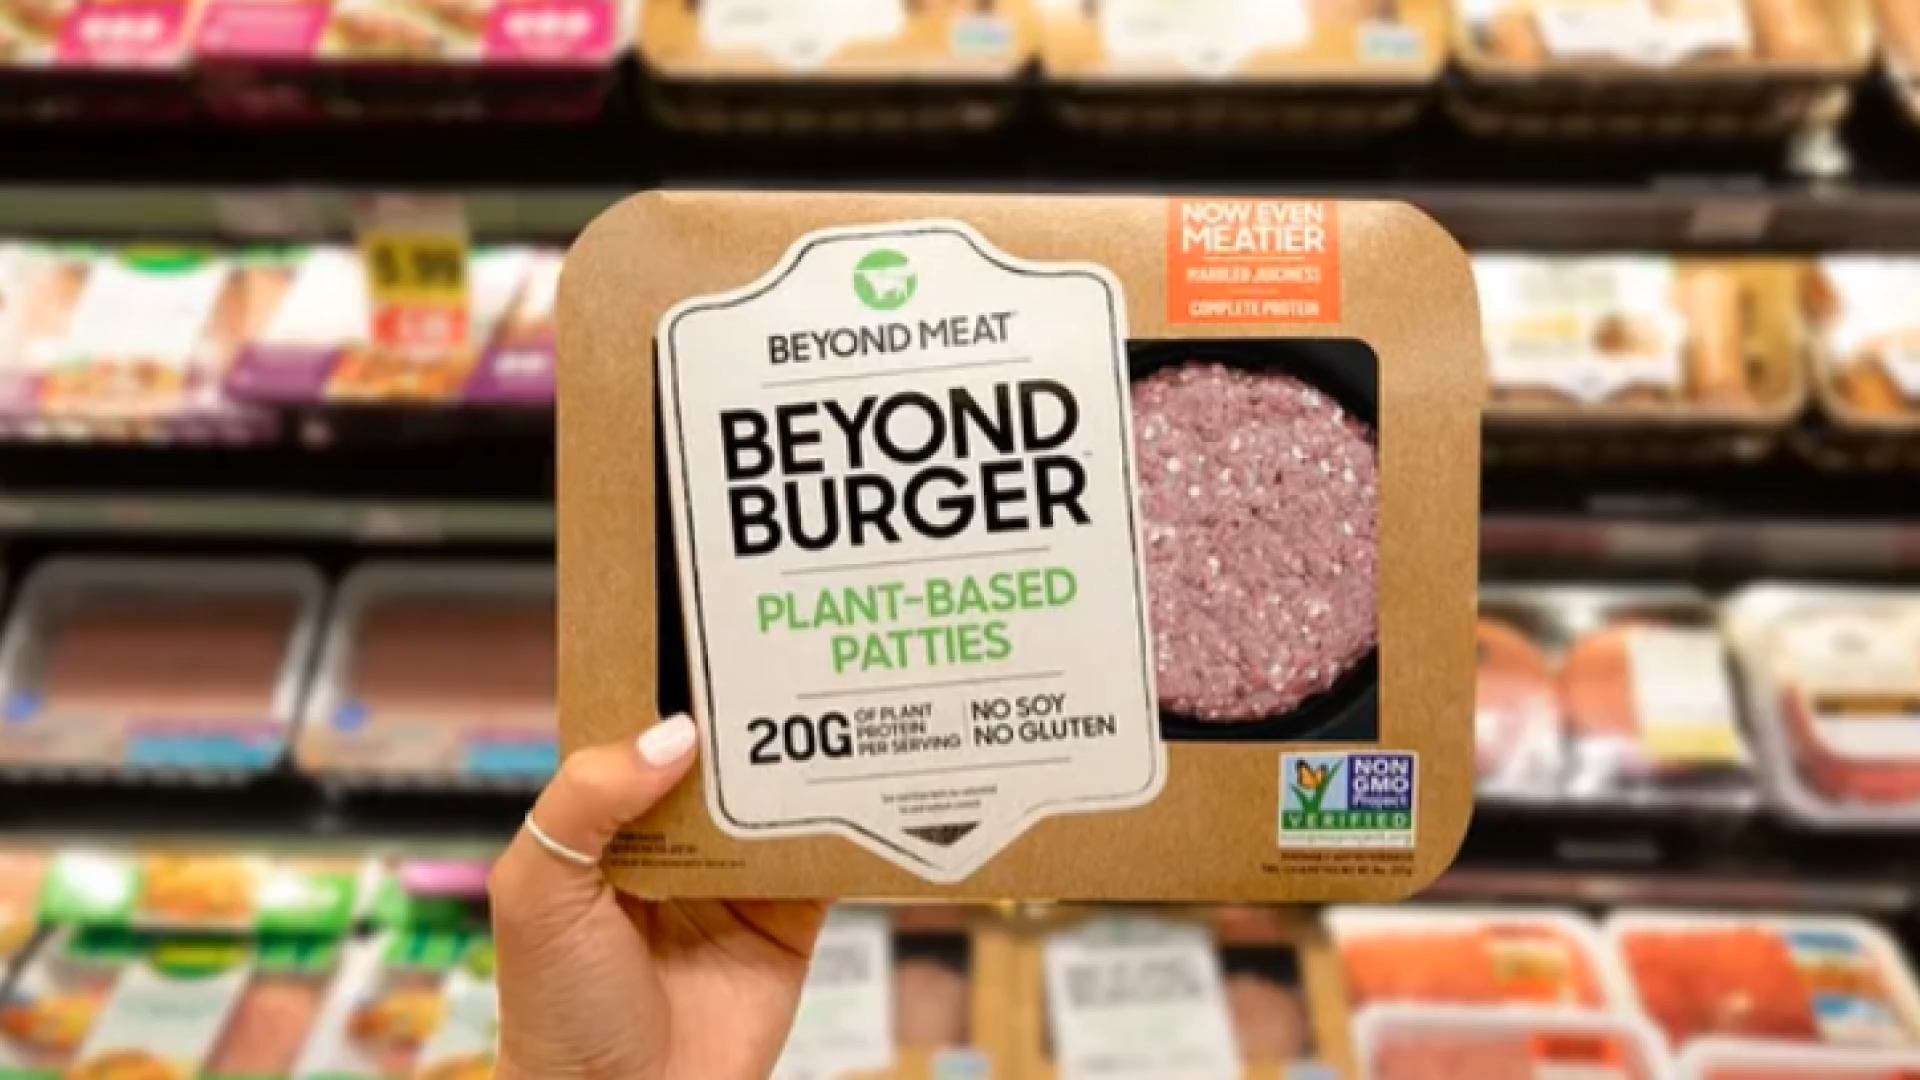 BEYOND MEAT
BEYOND
BURGER™
PLANT-BASED
PATTIES
20G OF PLANT
PROTEIN
PER SERVING
NO SOY
NO GLUTEN
NOW EVEN
MEATIER
MARBLED JUICINESS
COMPLETE PROTEIN
NON
GMO
Project
VERIFIED